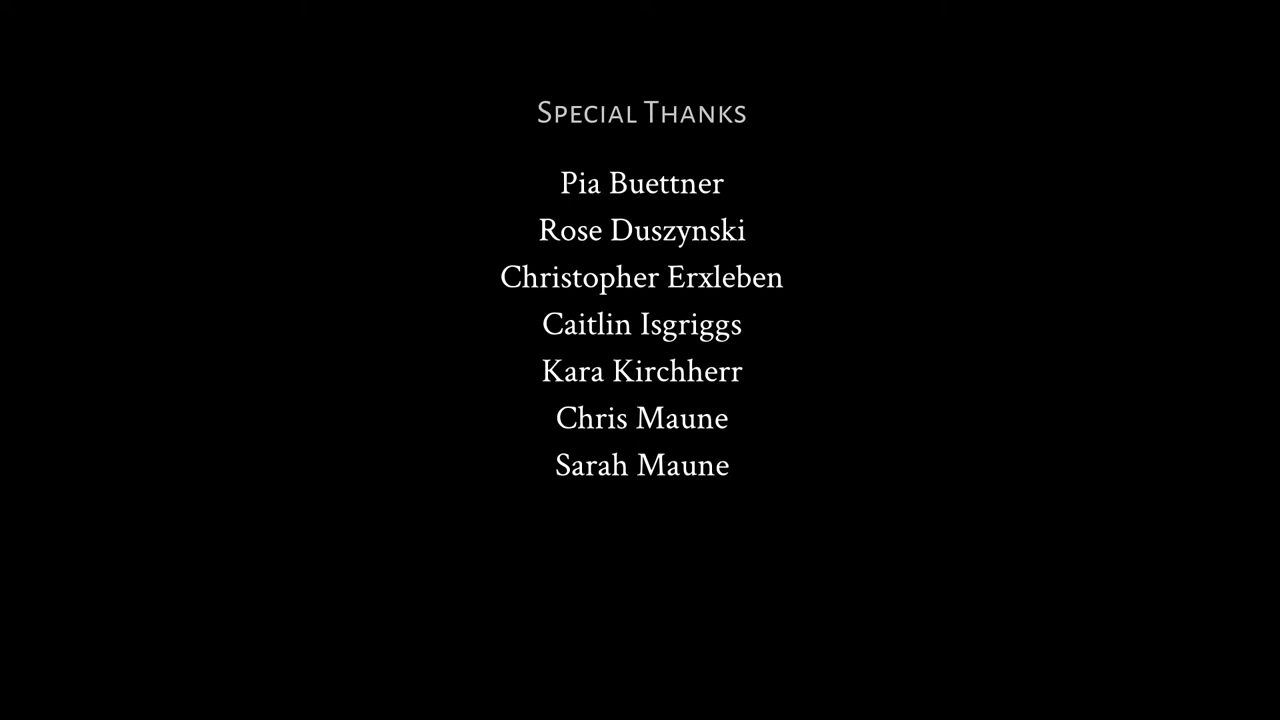 Special Thanks
Pia Buettner
Rose Duszynski
Christopher Erxleben
Caitlin Isgriggs
Kara Kirchherr
Chris Maune
Sarah Maune